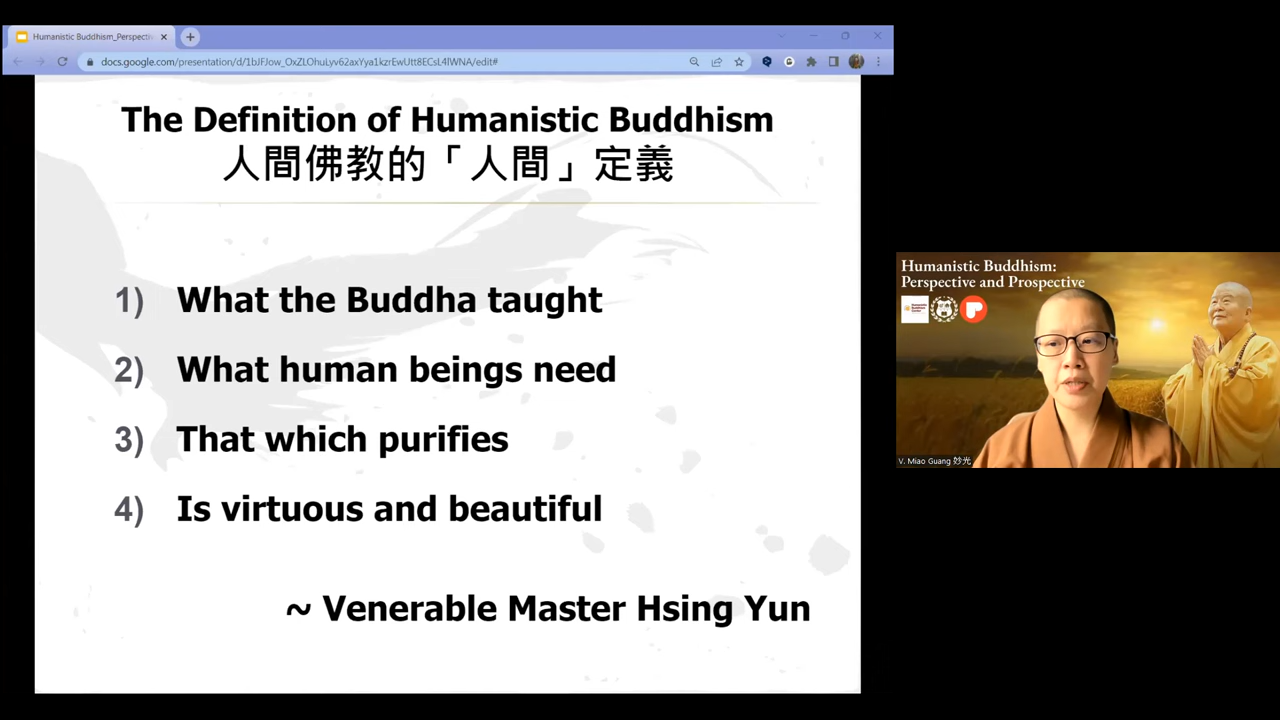 Humanistic Buddhism_Perspectiv
docs.google.com/presentation/d/1bJFJow_OxZLOhuLyv62axYya1kzrEwUtt8ECsL4lWNA/edit#
The Definition of Humanistic Buddhism
人間佛教的「人間」定義
1) What the Buddha taught
2) What human beings need
3) That which purifies
4) Is virtuous and beautiful
~ Venerable Master Hsing Yun
Humanistic Buddhism:
Perspective and Prospective
V. Miao Guang 妙光